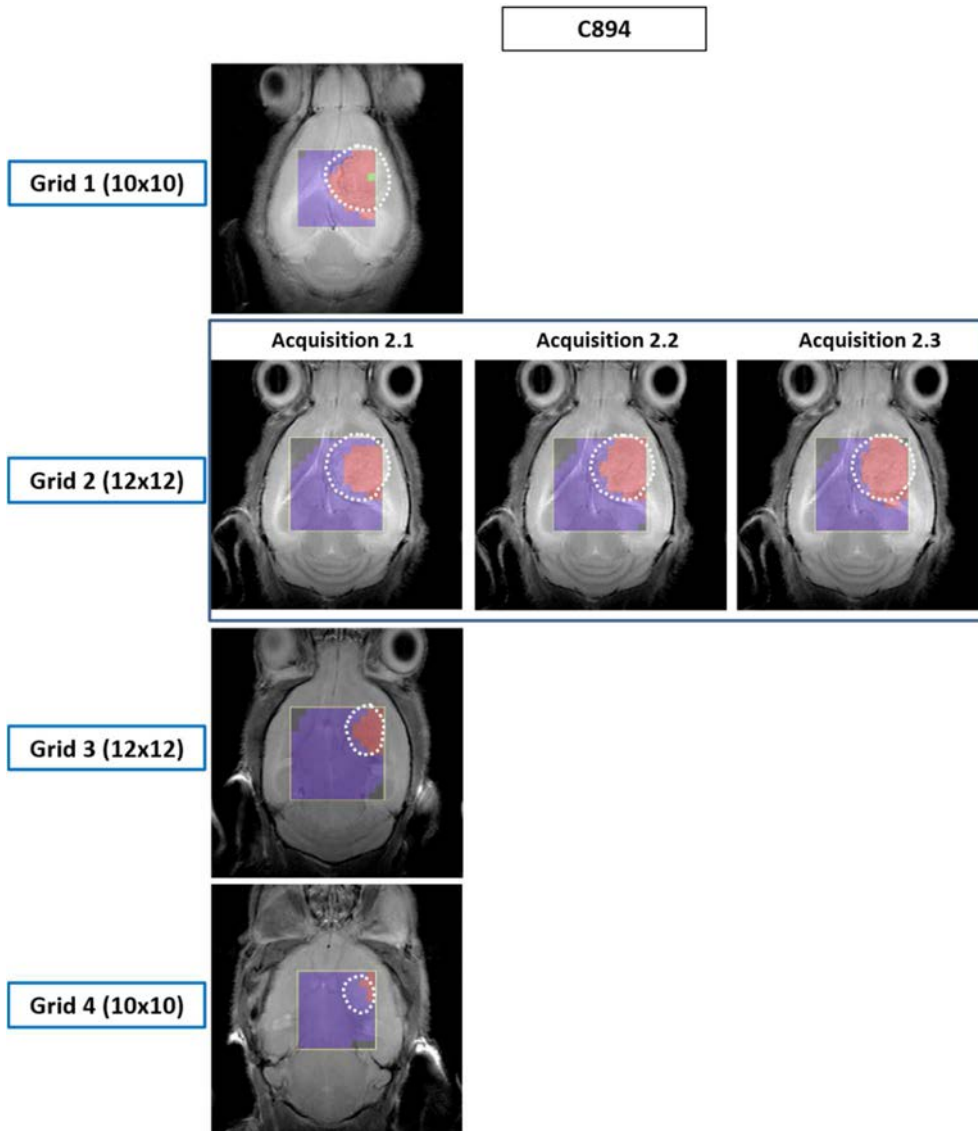 C894
Grid 1 (10x10)
Acquisition 2.1
Acquisition 2.2
Acquisition 2.3
Grid 2 (12x12)
Grid 3 (12x12)
Grid 4 (10x10)